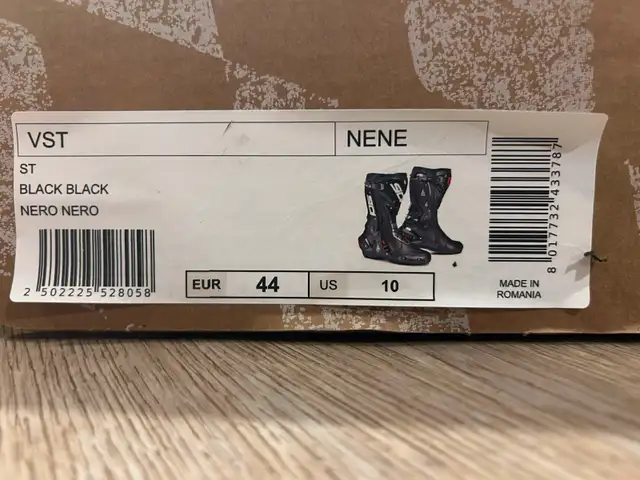 VST NENE
ST
BLACK BLACK
NERO NERO
2 502225 528058
EUR 44 US 10
SIDI
8 017732 433787
MADE IN
ROMANIA